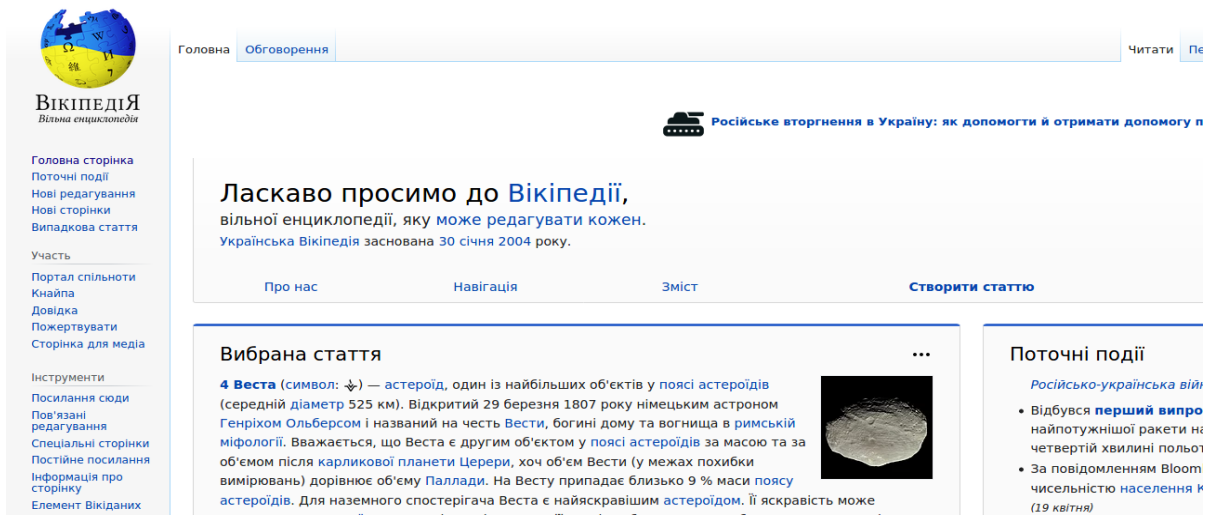 ВІКІПЕДІЯ
Вільна енциклопедія
Головна сторінка
Поточні події
Нові редагування
Нові сторінки
Випадкова стаття
Участь
Портал спільноти
Кнайпа
Довідка
Пожертвувати
Сторінка для медіа
Інструменти
Посилання сюди
Пов'язані
редагування
Спеціальні сторінки
Постійне посилання
Інформація про
сторінку
Елемент Вікіданих
Головна Обговорення
Читати
Російське вторгнення в Україну: як допомогти й отримати допомогу
Ласкаво просимо до Вікіпедії,
вільної енциклопедії, яку може редагувати кожен.
Українська Вікіпедія заснована 30 січня 2004 року.
Про нас Навігація Зміст Створити статтю
Вибрана стаття
4 Веста (символ: ⚶) — астероїд, один із найбільших об'єктів у поясі астероїдів
(середній діаметр 525 км). Відкритий 29 березня 1807 року німецьким астроном
Генріхом Ольберсом і названий на честь Вести, богині дому та вогнища в римській
міфології. Вважається, що Веста є другим об'єктом у поясі астероїдів за масою та за
об'ємом після карликової планети Церери, хоч об'єм Вести (у межах похибки
вимірювань) дорівнює об'єму Паллади. На Весту припадає близько 9 % маси поясу
астероїдів. Для наземного спостерігача Веста є найяскравішим астероїдом. Її яскравість може
Поточні події
Російсько-українська
Відбувся перший
найпотужнішої ракети
четвертій хвилині
За повідомленням
чисельністю населення
(19 квітня)